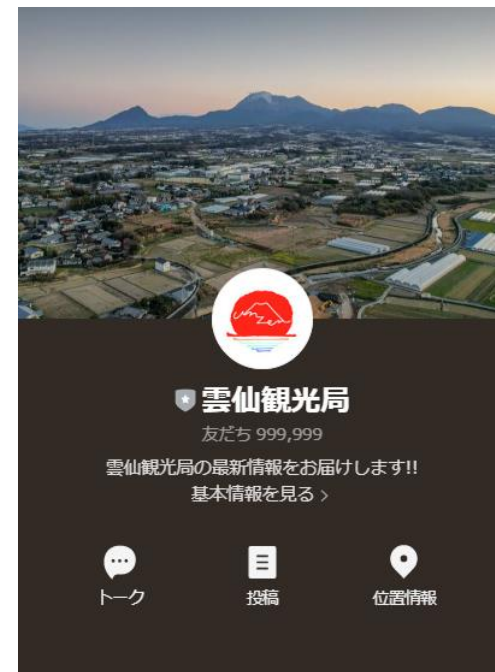 unzen
雲仙観光局
友だち 999,999
雲仙観光局の最新情報をお届けします!!
基本情報を見る >
トーク
投稿
位置情報